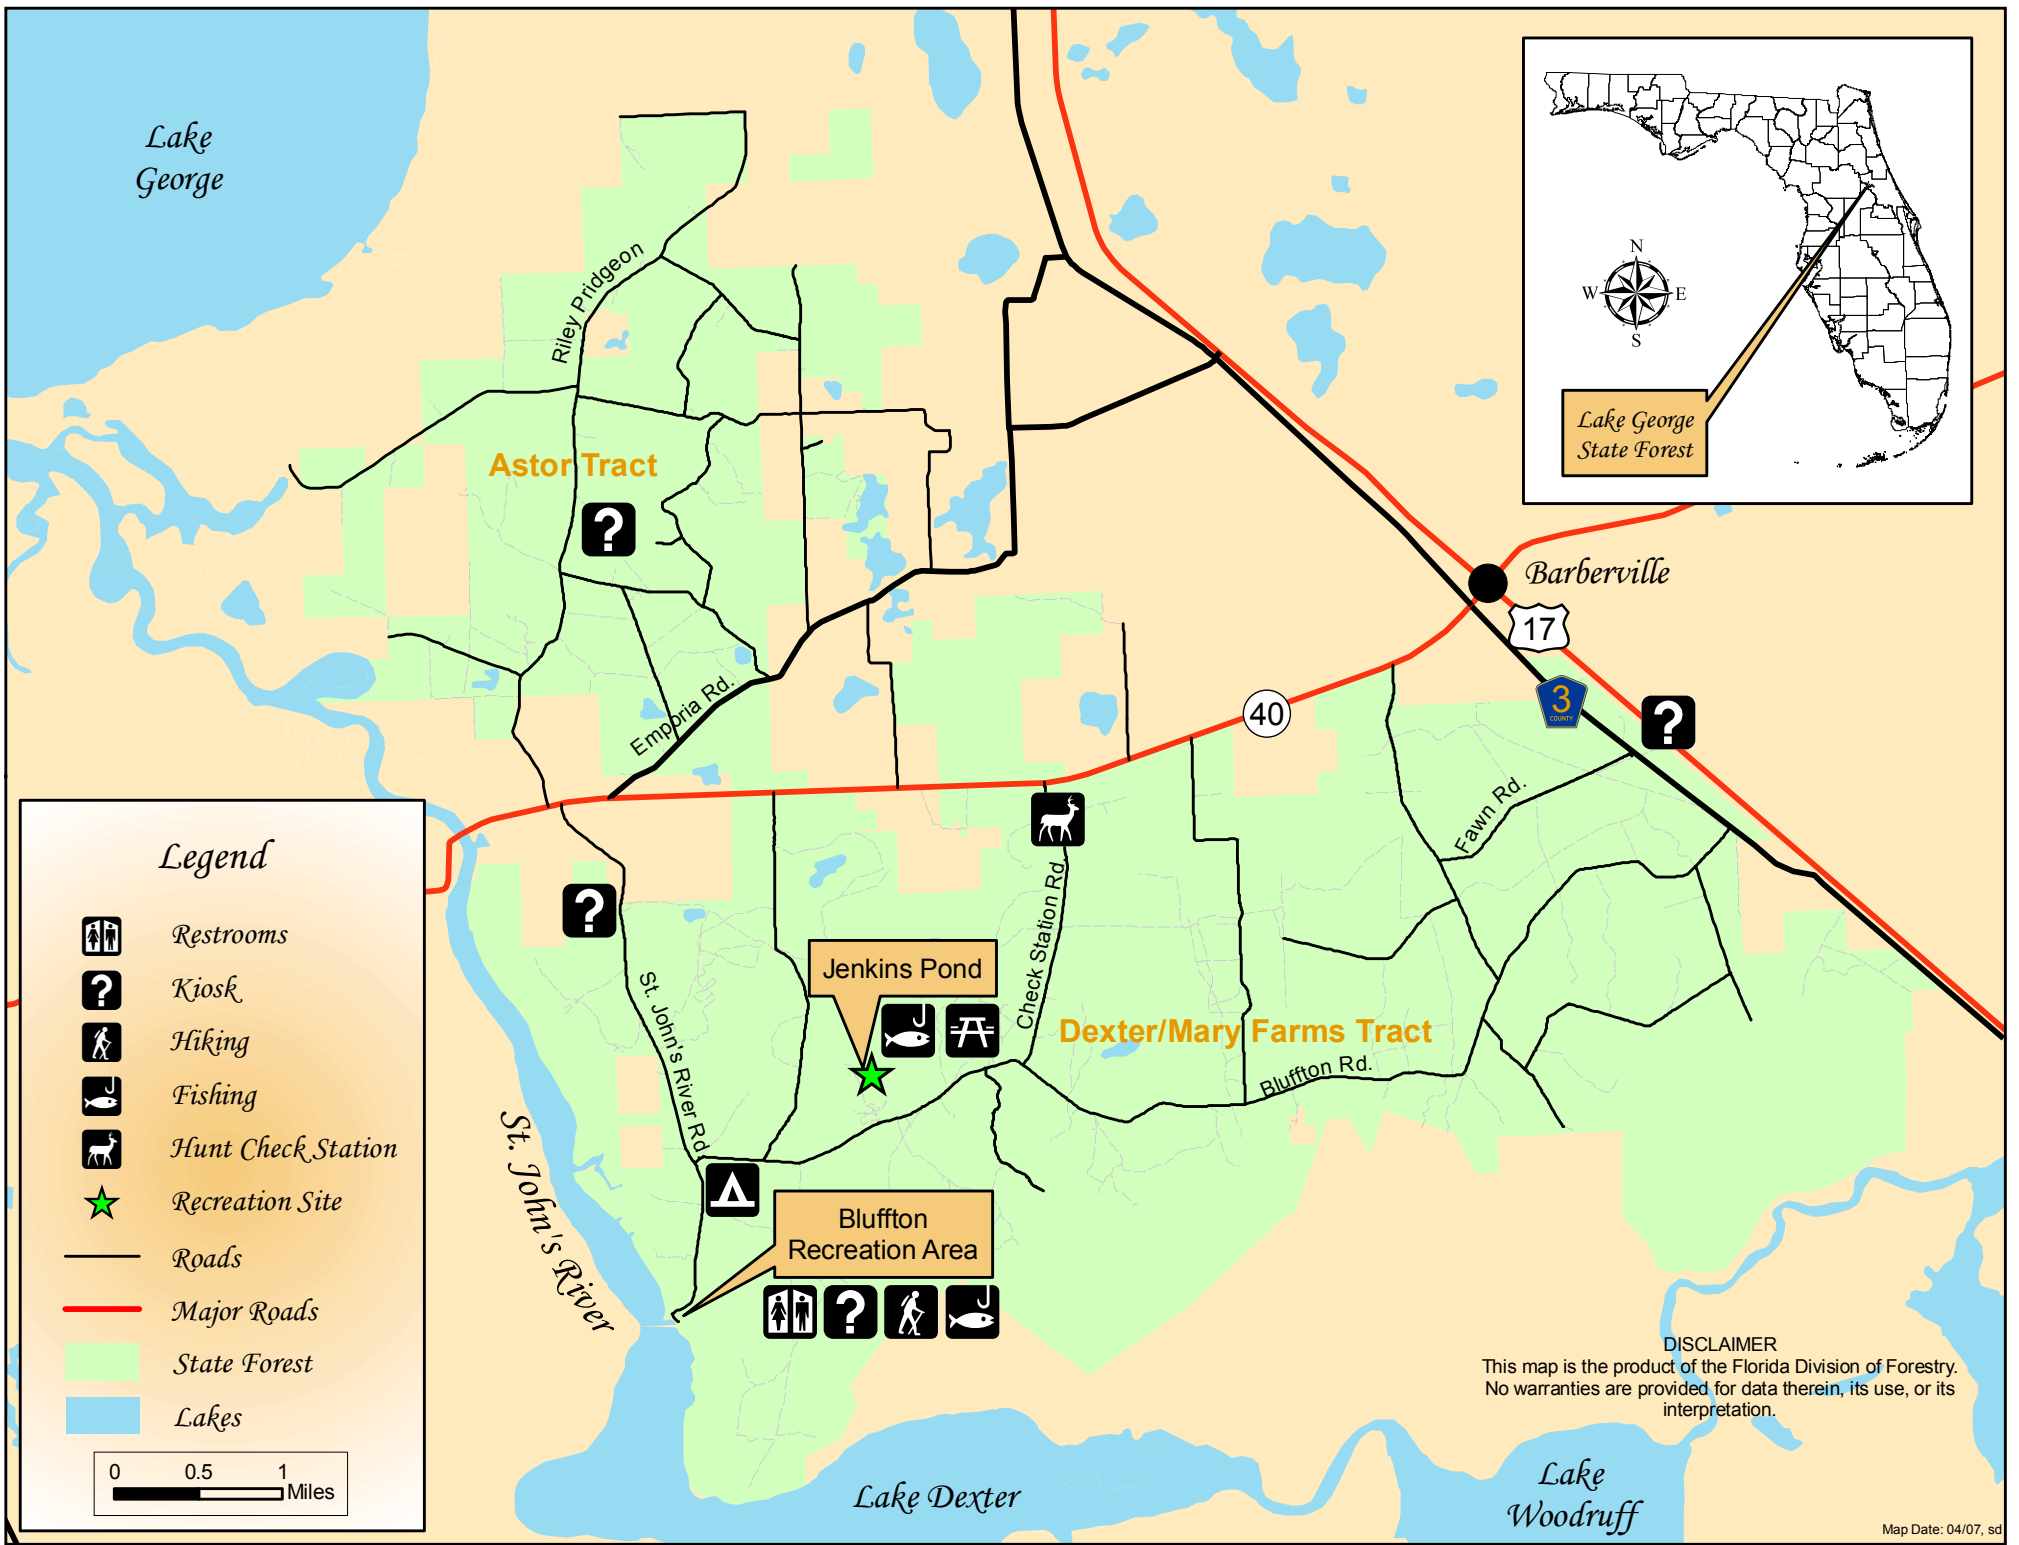 Lake
George
Riley Pridgeon
Astor Tract
?
Emporia Rd.
N
W
E
S
Lake George
State Forest
Barberville
17
3
COUNTY
?
40
Fawn Rd.
Legend
Restrooms
?
Kiosk
Hiking
Fishing
Hunt Check Station
Recreation Site
Roads
Major Roads
State Forest
Lakes
0
0.5
1
Miles
?
St. John's River Rd
Jenkins Pond
Check Station Rd.
Dexter/Mary Farms Tract
Bluffton Rd.
St. John's River
Bluffton
Recreation Area
?
Lake Dexter
Lake
Woodruff
DISCLAIMER
This map is the product of the Florida Division of Forestry.
No warranties are provided for data therein, its use, or its
interpretation.
Map Date: 04/07, sd